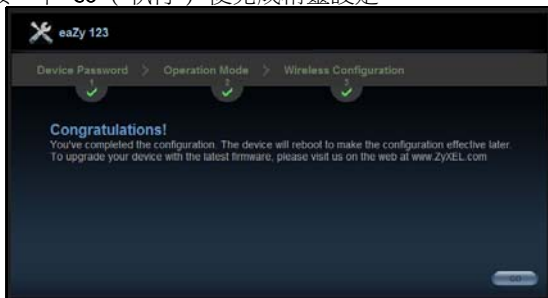 eaZy 123
Device Password > Operation Mode > Wireless Configuration
1 2 3
Congratulations!
You've completed the configuration. The device will reboot to make the configuration effective later.
To upgrade your device with the latest firmware, please visit us on the web at www.ZyXEL.com
GO